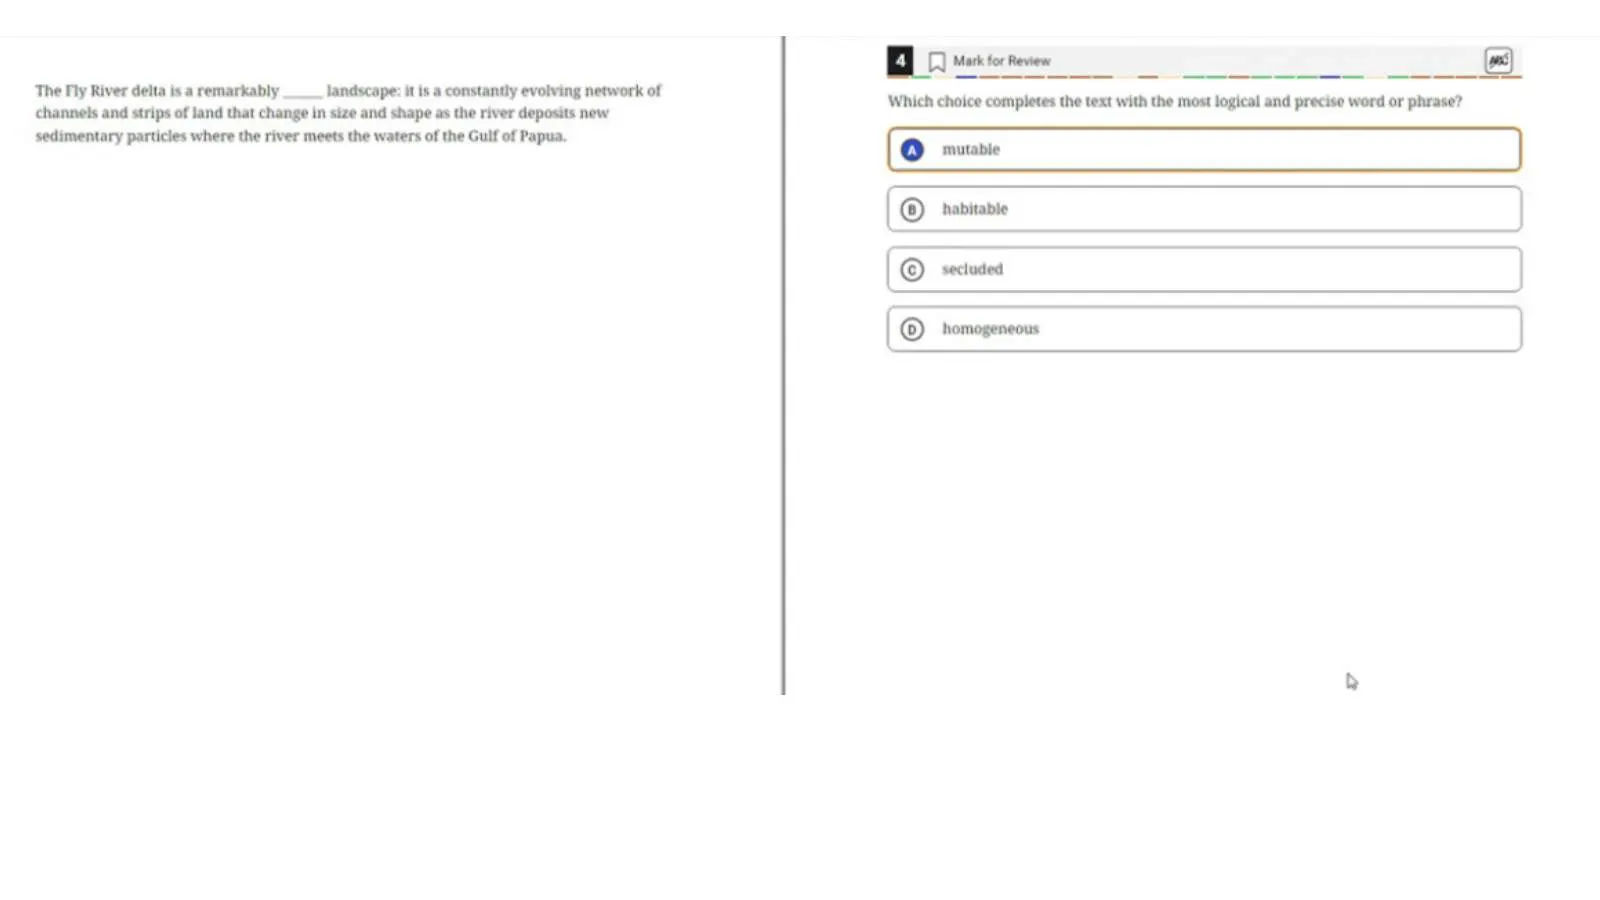 The Fly River delta is a remarkably _____ landscape: it is a constantly evolving network of
channels and strips of land that change in size and shape as the river deposits new
sedimentary particles where the river meets the waters of the Gulf of Papua.
4 Mark for Review ABC
Which choice completes the text with the most logical and precise word or phrase?
A mutable
B habitable
C secluded
D homogeneous